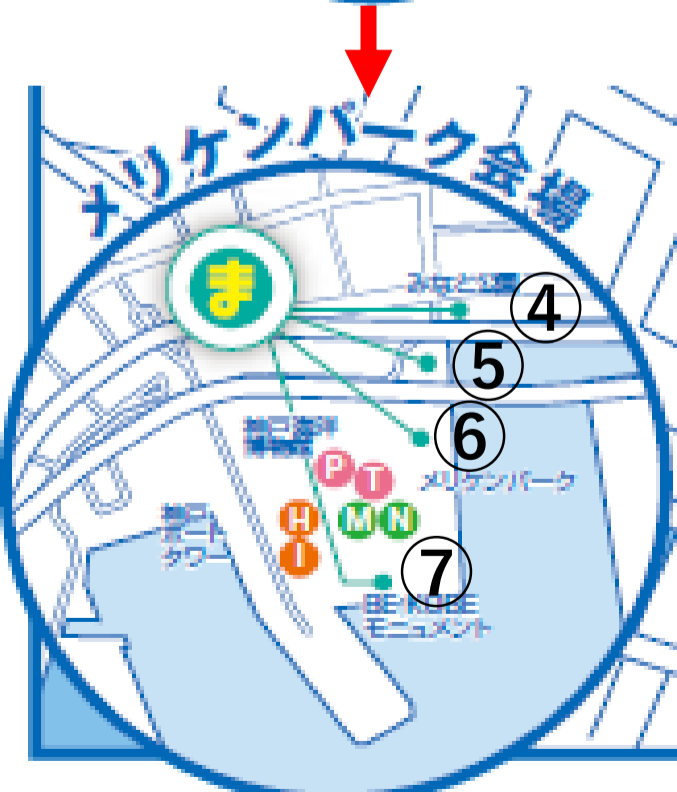 メリケンパーク会場
ま
みなと公園
④
⑤
⑥
神戸海洋
博物館
P
T
メリケンパーク
H
M
N
I
神戸
ポート
タワー
⑦
BE KOBE
モニュメント